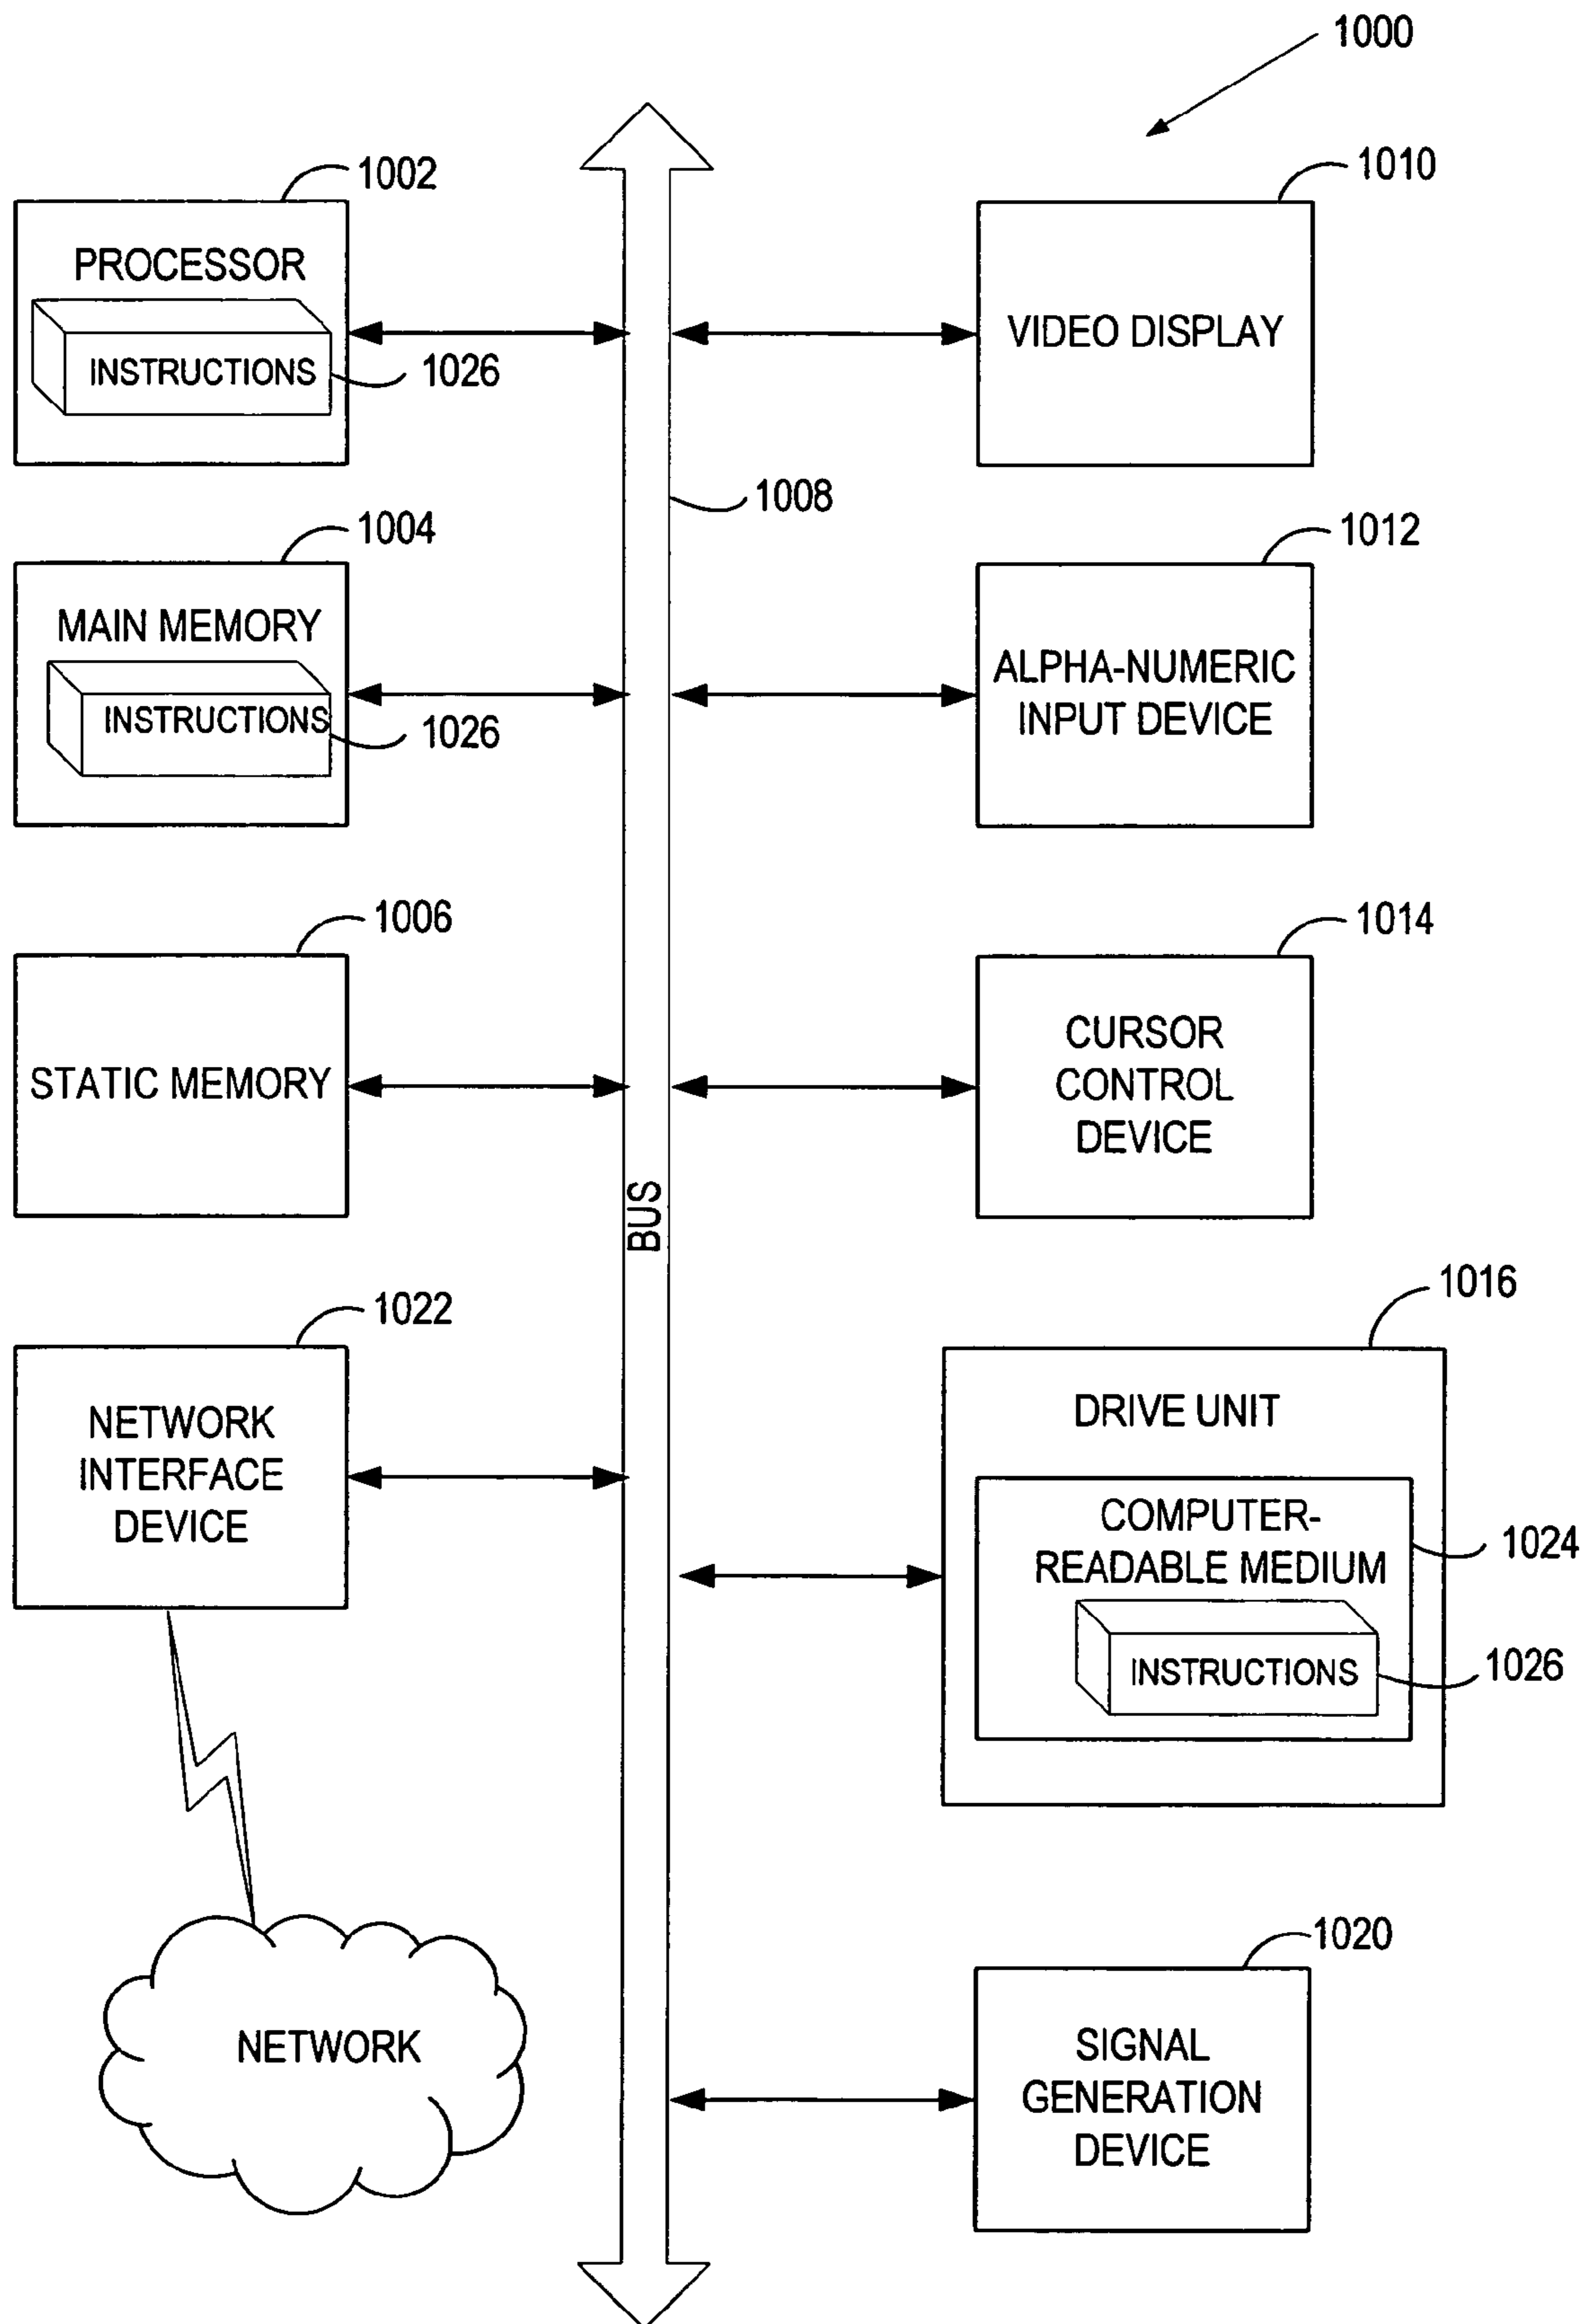 1000
1002
PROCESSOR
INSTRUCTIONS
1026
1004
MAIN MEMORY
INSTRUCTIONS
1026
1006
STATIC MEMORY
1022
NETWORK
INTERFACE
DEVICE
NETWORK
1008
BUS
1010
VIDEO DISPLAY
1012
ALPHA-NUMERIC
INPUT DEVICE
1014
CURSOR
CONTROL
DEVICE
1016
DRIVE UNIT
COMPUTER-
READABLE MEDIUM
1024
INSTRUCTIONS
1026
1020
SIGNAL
GENERATION
DEVICE